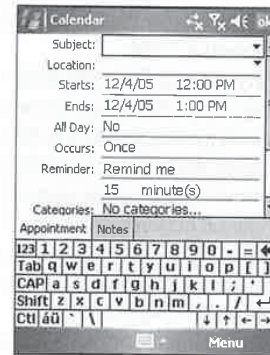 Calendar ok
Subject:
Location:
Starts: 12/4/05 12:00 PM
Ends: 12/4/05 1:00 PM
All Day: No
Occurs: Once
Reminder: Remind me
15 minute(s)
Categories: No categories...
Appointment Notes
123 1 2 3 4 5 6 7 8 9 0 - =
Tab q w e r t y u i o p [ ]
CAP a s d f g h j k l ; '
Shift z x c v b n m , . /
Ctl áü ` \
Menu